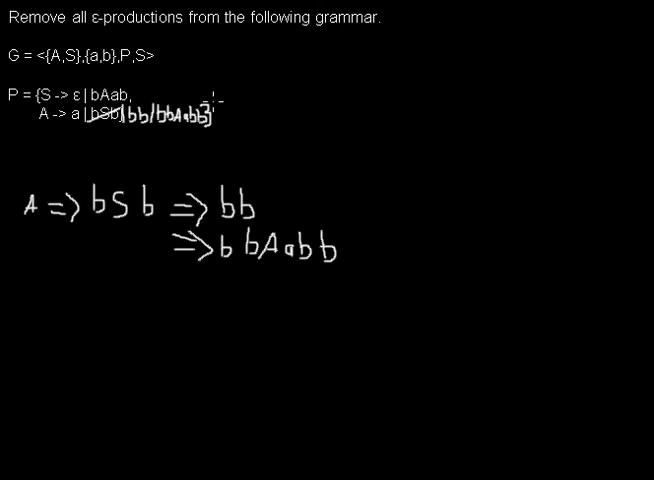 Remove all ε-productions from the following grammar.
G = <{A,S},{a,b},P,S>
P = {S -> ε | bAab,
A -> a | bSb} | bb | bbAabb}
A => bSb => bb
=> bbAabb